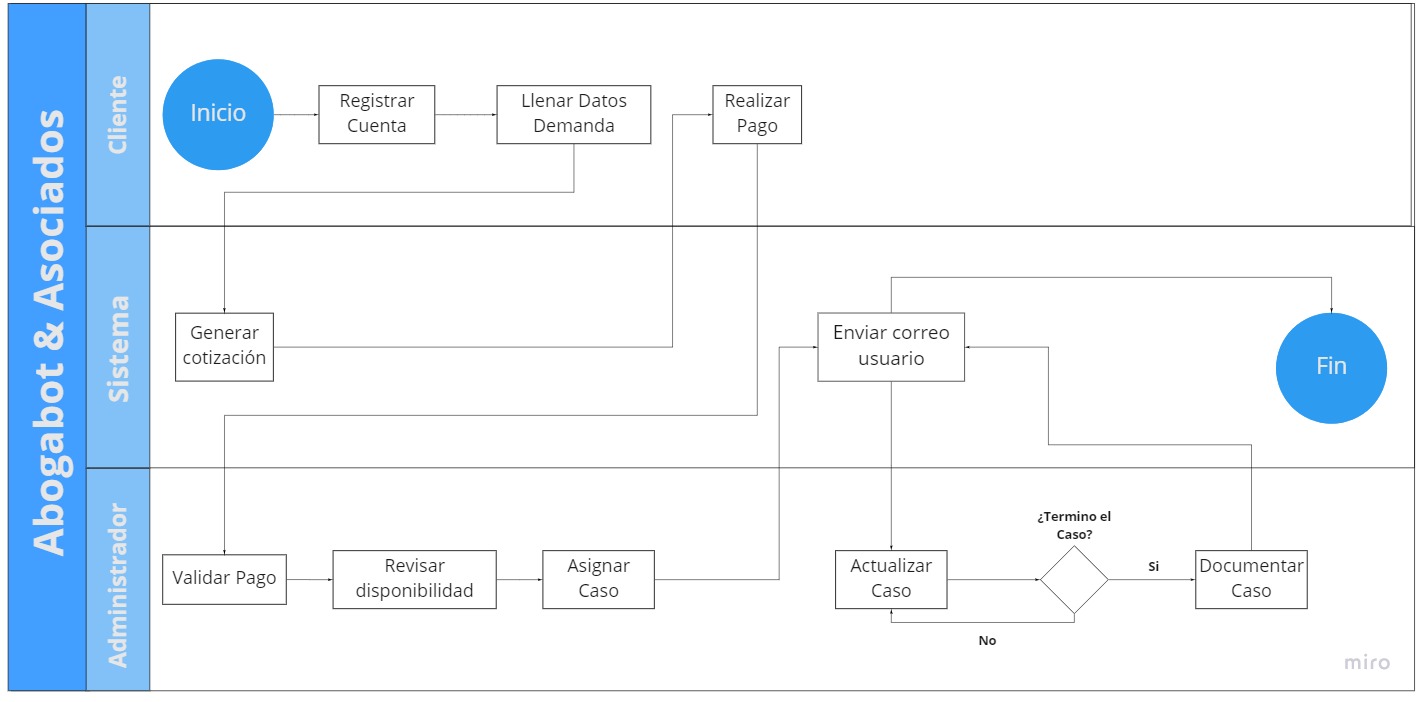 Abogabot & Asociados
Cliente
Inicio
Registrar
Cuenta
Llenar Datos
Demanda
Realizar
Pago
Sistema
Generar
cotización
Enviar correo
usuario
Fin
Administrador
Validar Pago
Revisar
disponibilidad
Asignar
Caso
Actualizar
Caso
¿Termino el
Caso?
Si
No
Documentar
Caso
miro